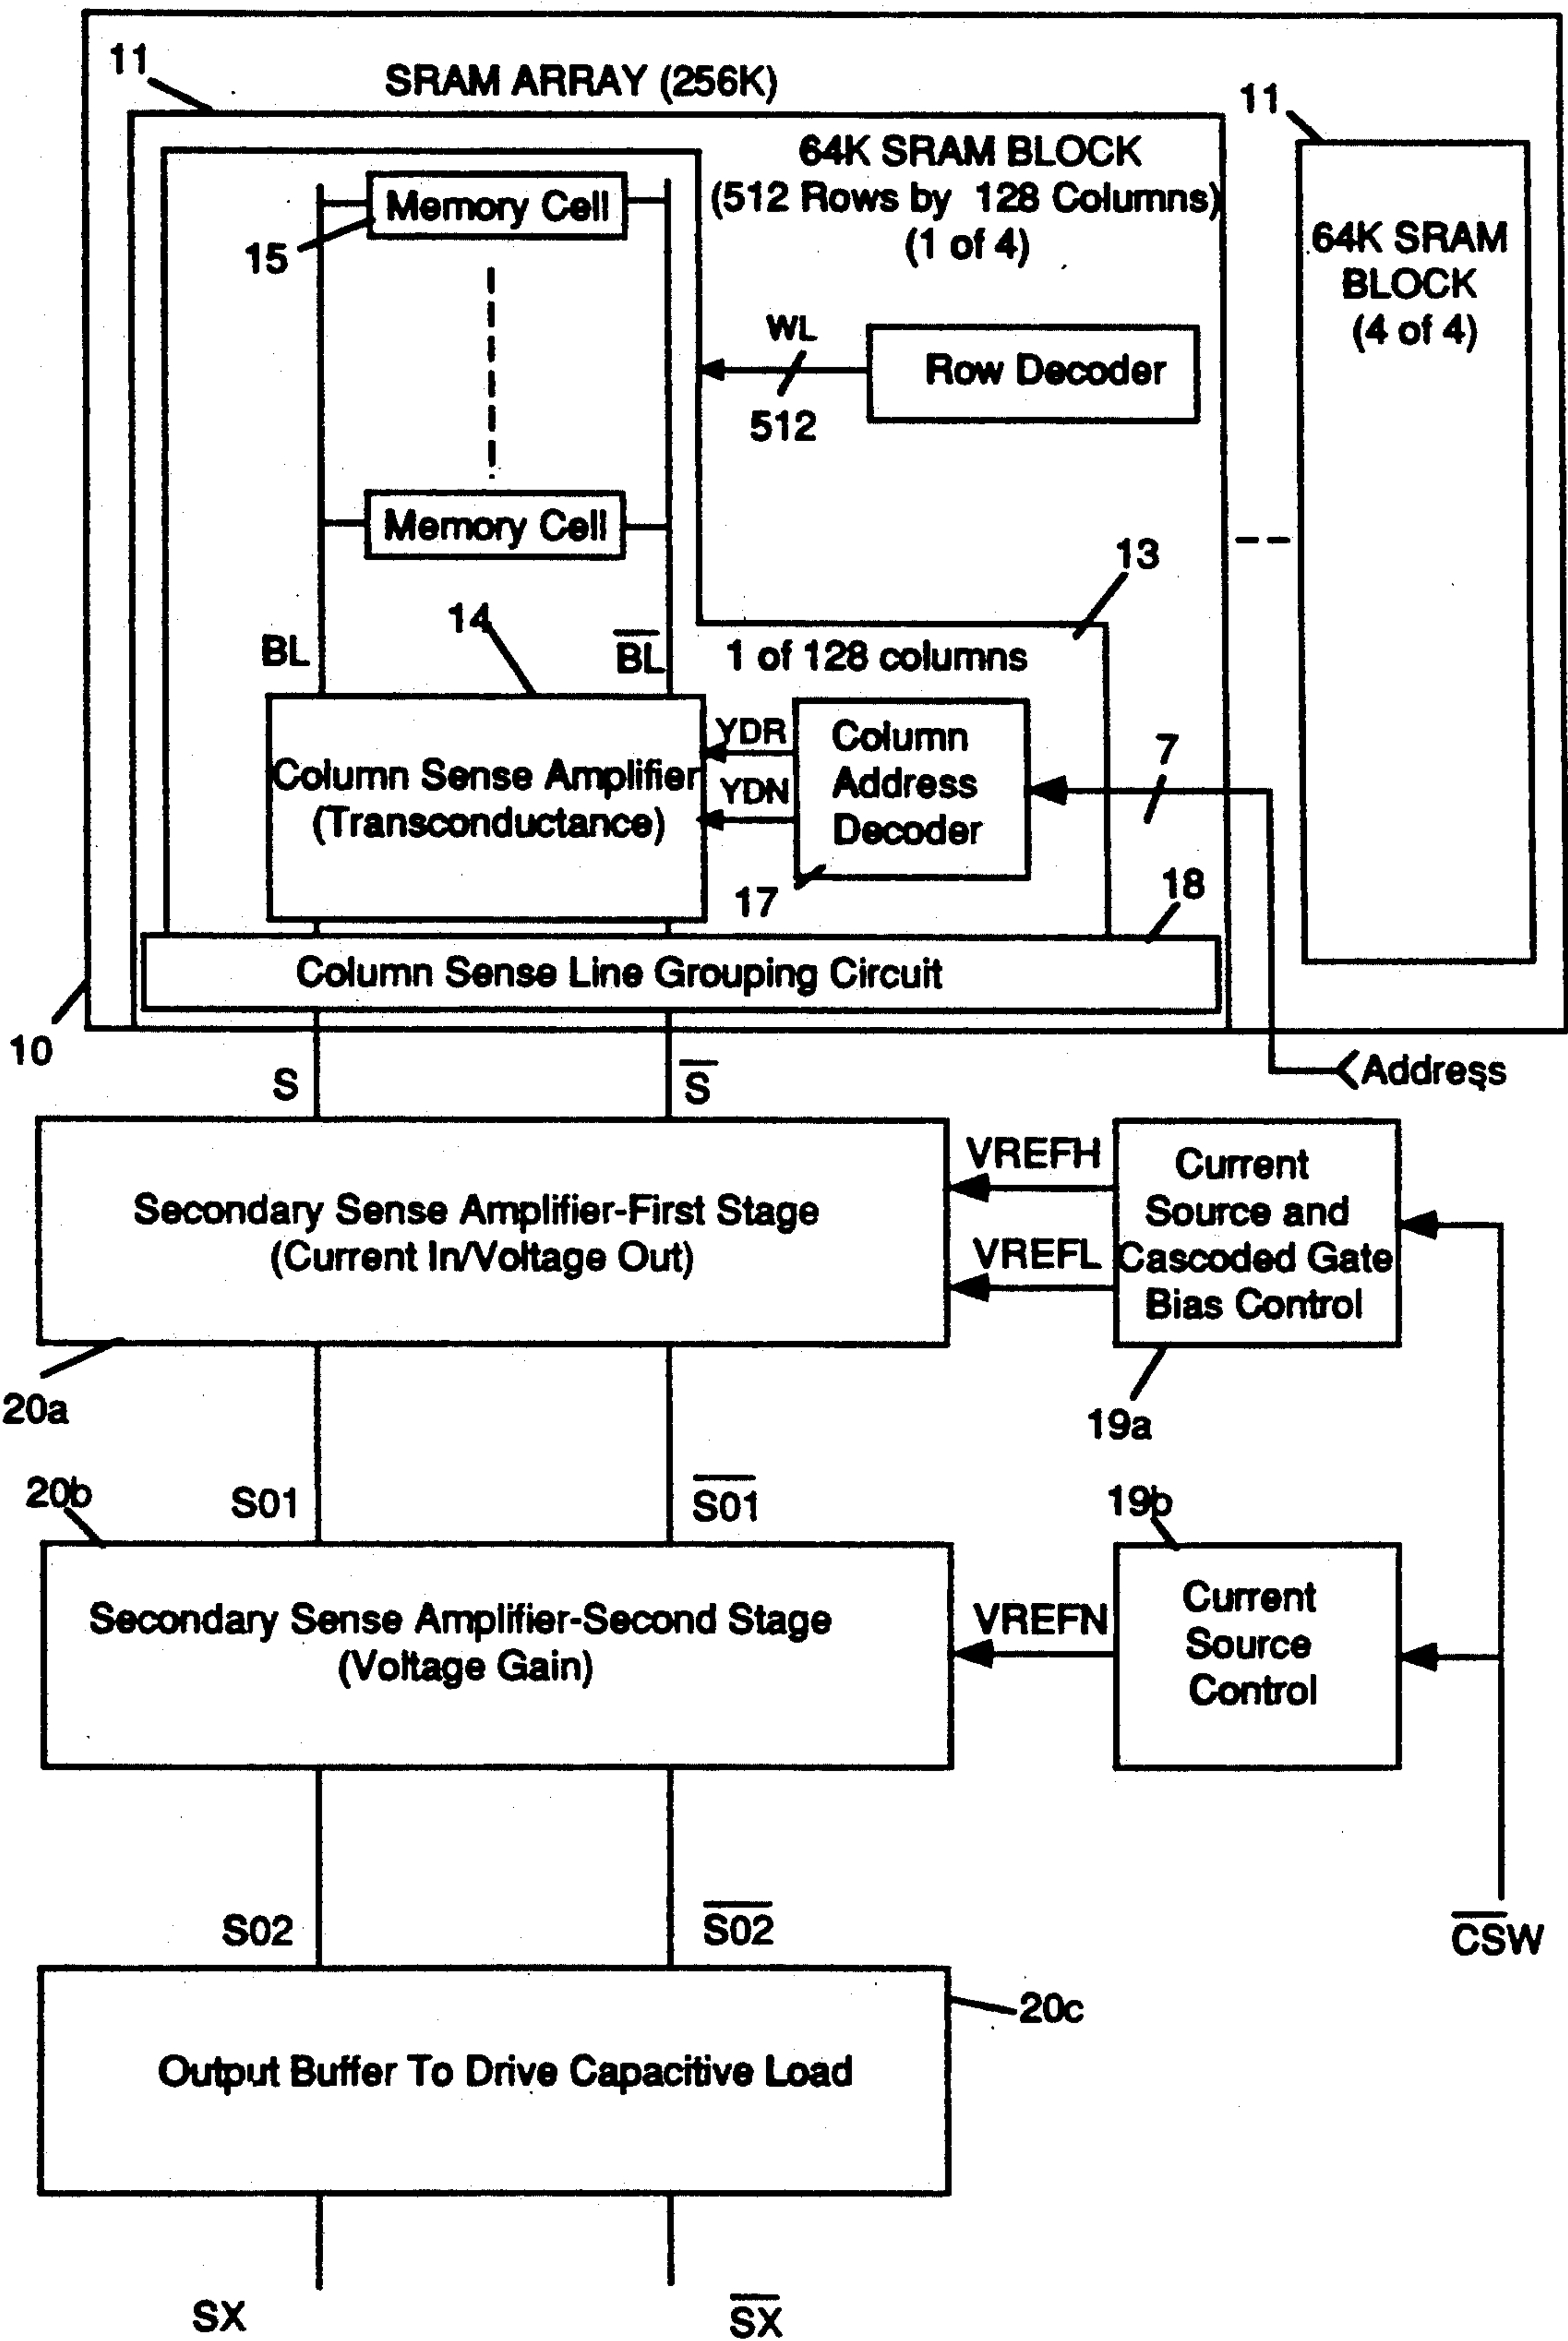 11
SRAM ARRAY (256K)
11
64K SRAM BLOCK
(512 Rows by 128 Columns)
(1 of 4)
Memory Cell
15
64K SRAM
BLOCK
(4 of 4)
WL
Row Decoder
512
Memory Cell
13
14
BL
B̅L̅
1 of 128 columns
YDR
YDN
Column
Address
Decoder
7
Column Sense Amplifier
(Transconductance)
17
18
Column Sense Line Grouping Circuit
10
S
S̅
Address
Secondary Sense Amplifier-First Stage
(Current In/Voltage Out)
VREFH
VREFL
Current
Source and
Cascoded Gate
Bias Control
20a
19a
20b
S01
S̅0̅1̅
19b
Secondary Sense Amplifier-Second Stage
(Voltage Gain)
VREFN
Current
Source
Control
S02
S̅0̅2̅
C̅S̅W̅
20c
Output Buffer To Drive Capacitive Load
SX
S̅X̅